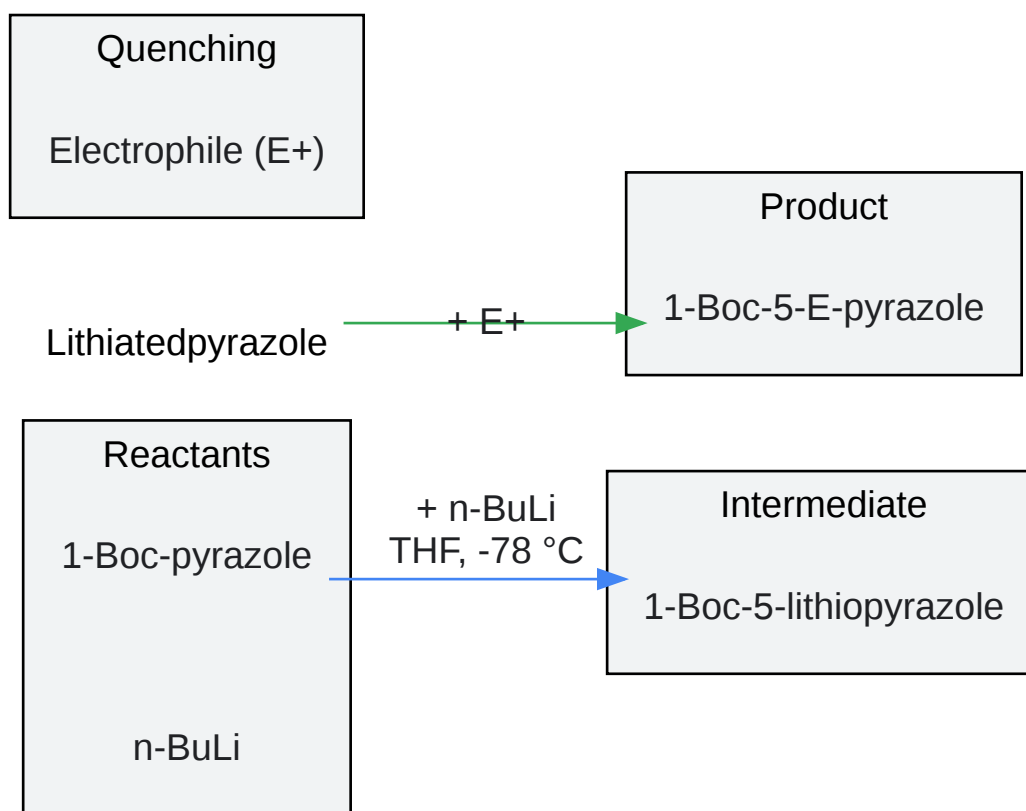 Quenching
Electrophile (E+)
Product
1-Boc-5-E-pyrazole
+ E+
Lithiatedpyrazole
Reactants
1-Boc-pyrazole
n-BuLi
+ n-BuLi
THF, -78 °C
Intermediate
1-Boc-5-lithiopyrazole